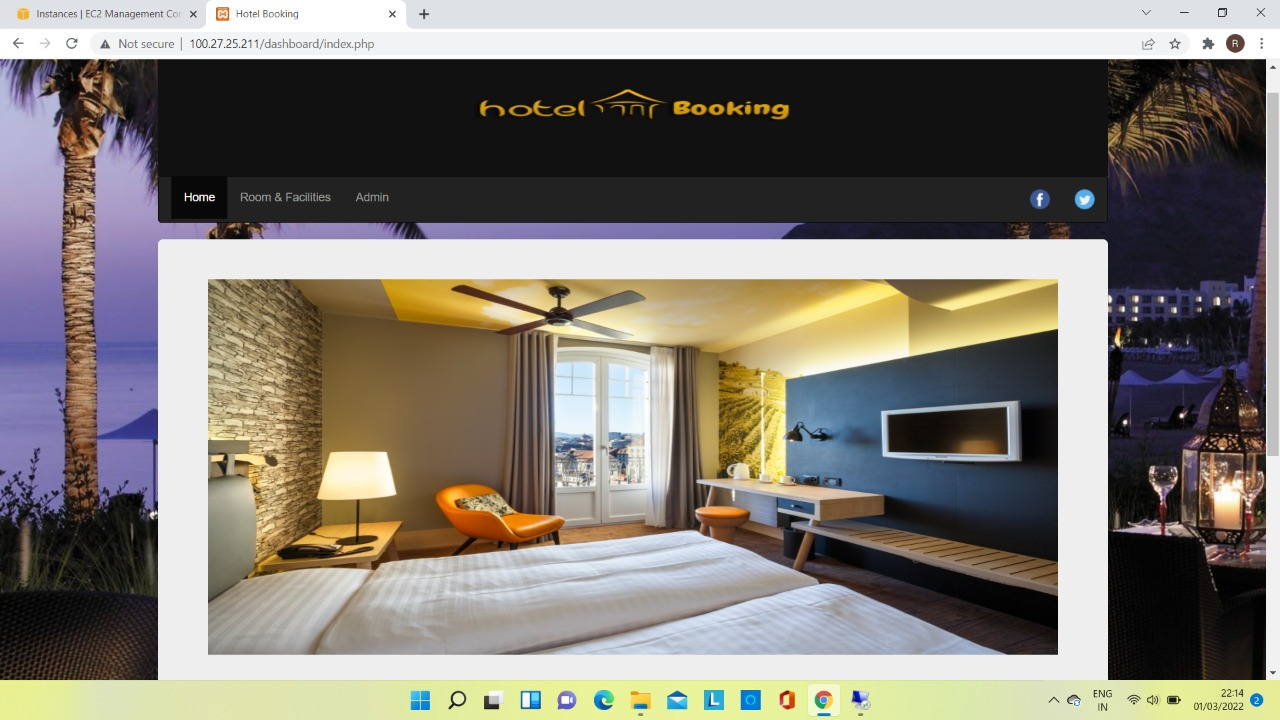 Instances | EC2 Management Con
Hotel Booking
Not secure | 100.27.25.211/dashboard/index.php
R
hotel Booking
Home Room & Facilities Admin
f
L
ENG
IN
22:14
01/03/2022
2